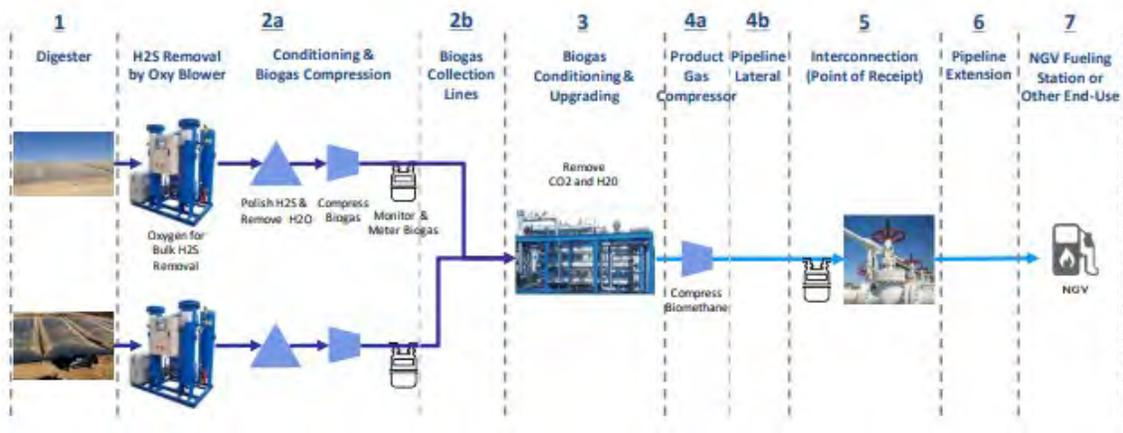 1
Digester
H2S Removal
by Oxy Blower
2a
Conditioning &
Biogas Compression
2b
Biogas
Collection
Lines
3
Biogas
Conditioning &
Upgrading
4a
Product
Gas
Compressor
4b
Pipeline
Lateral
5
Interconnection
(Point of Receipt)
6
Pipeline
Extension
7
NGV Fueling
Station or
Other End-Use
Oxygen for
Bulk H2S
Removal
Polish H2S &
Remove H2O
Compress
Biogas
Monitor &
Meter Biogas
Remove
CO2 and H2O
Compress
Biomethane
NGV